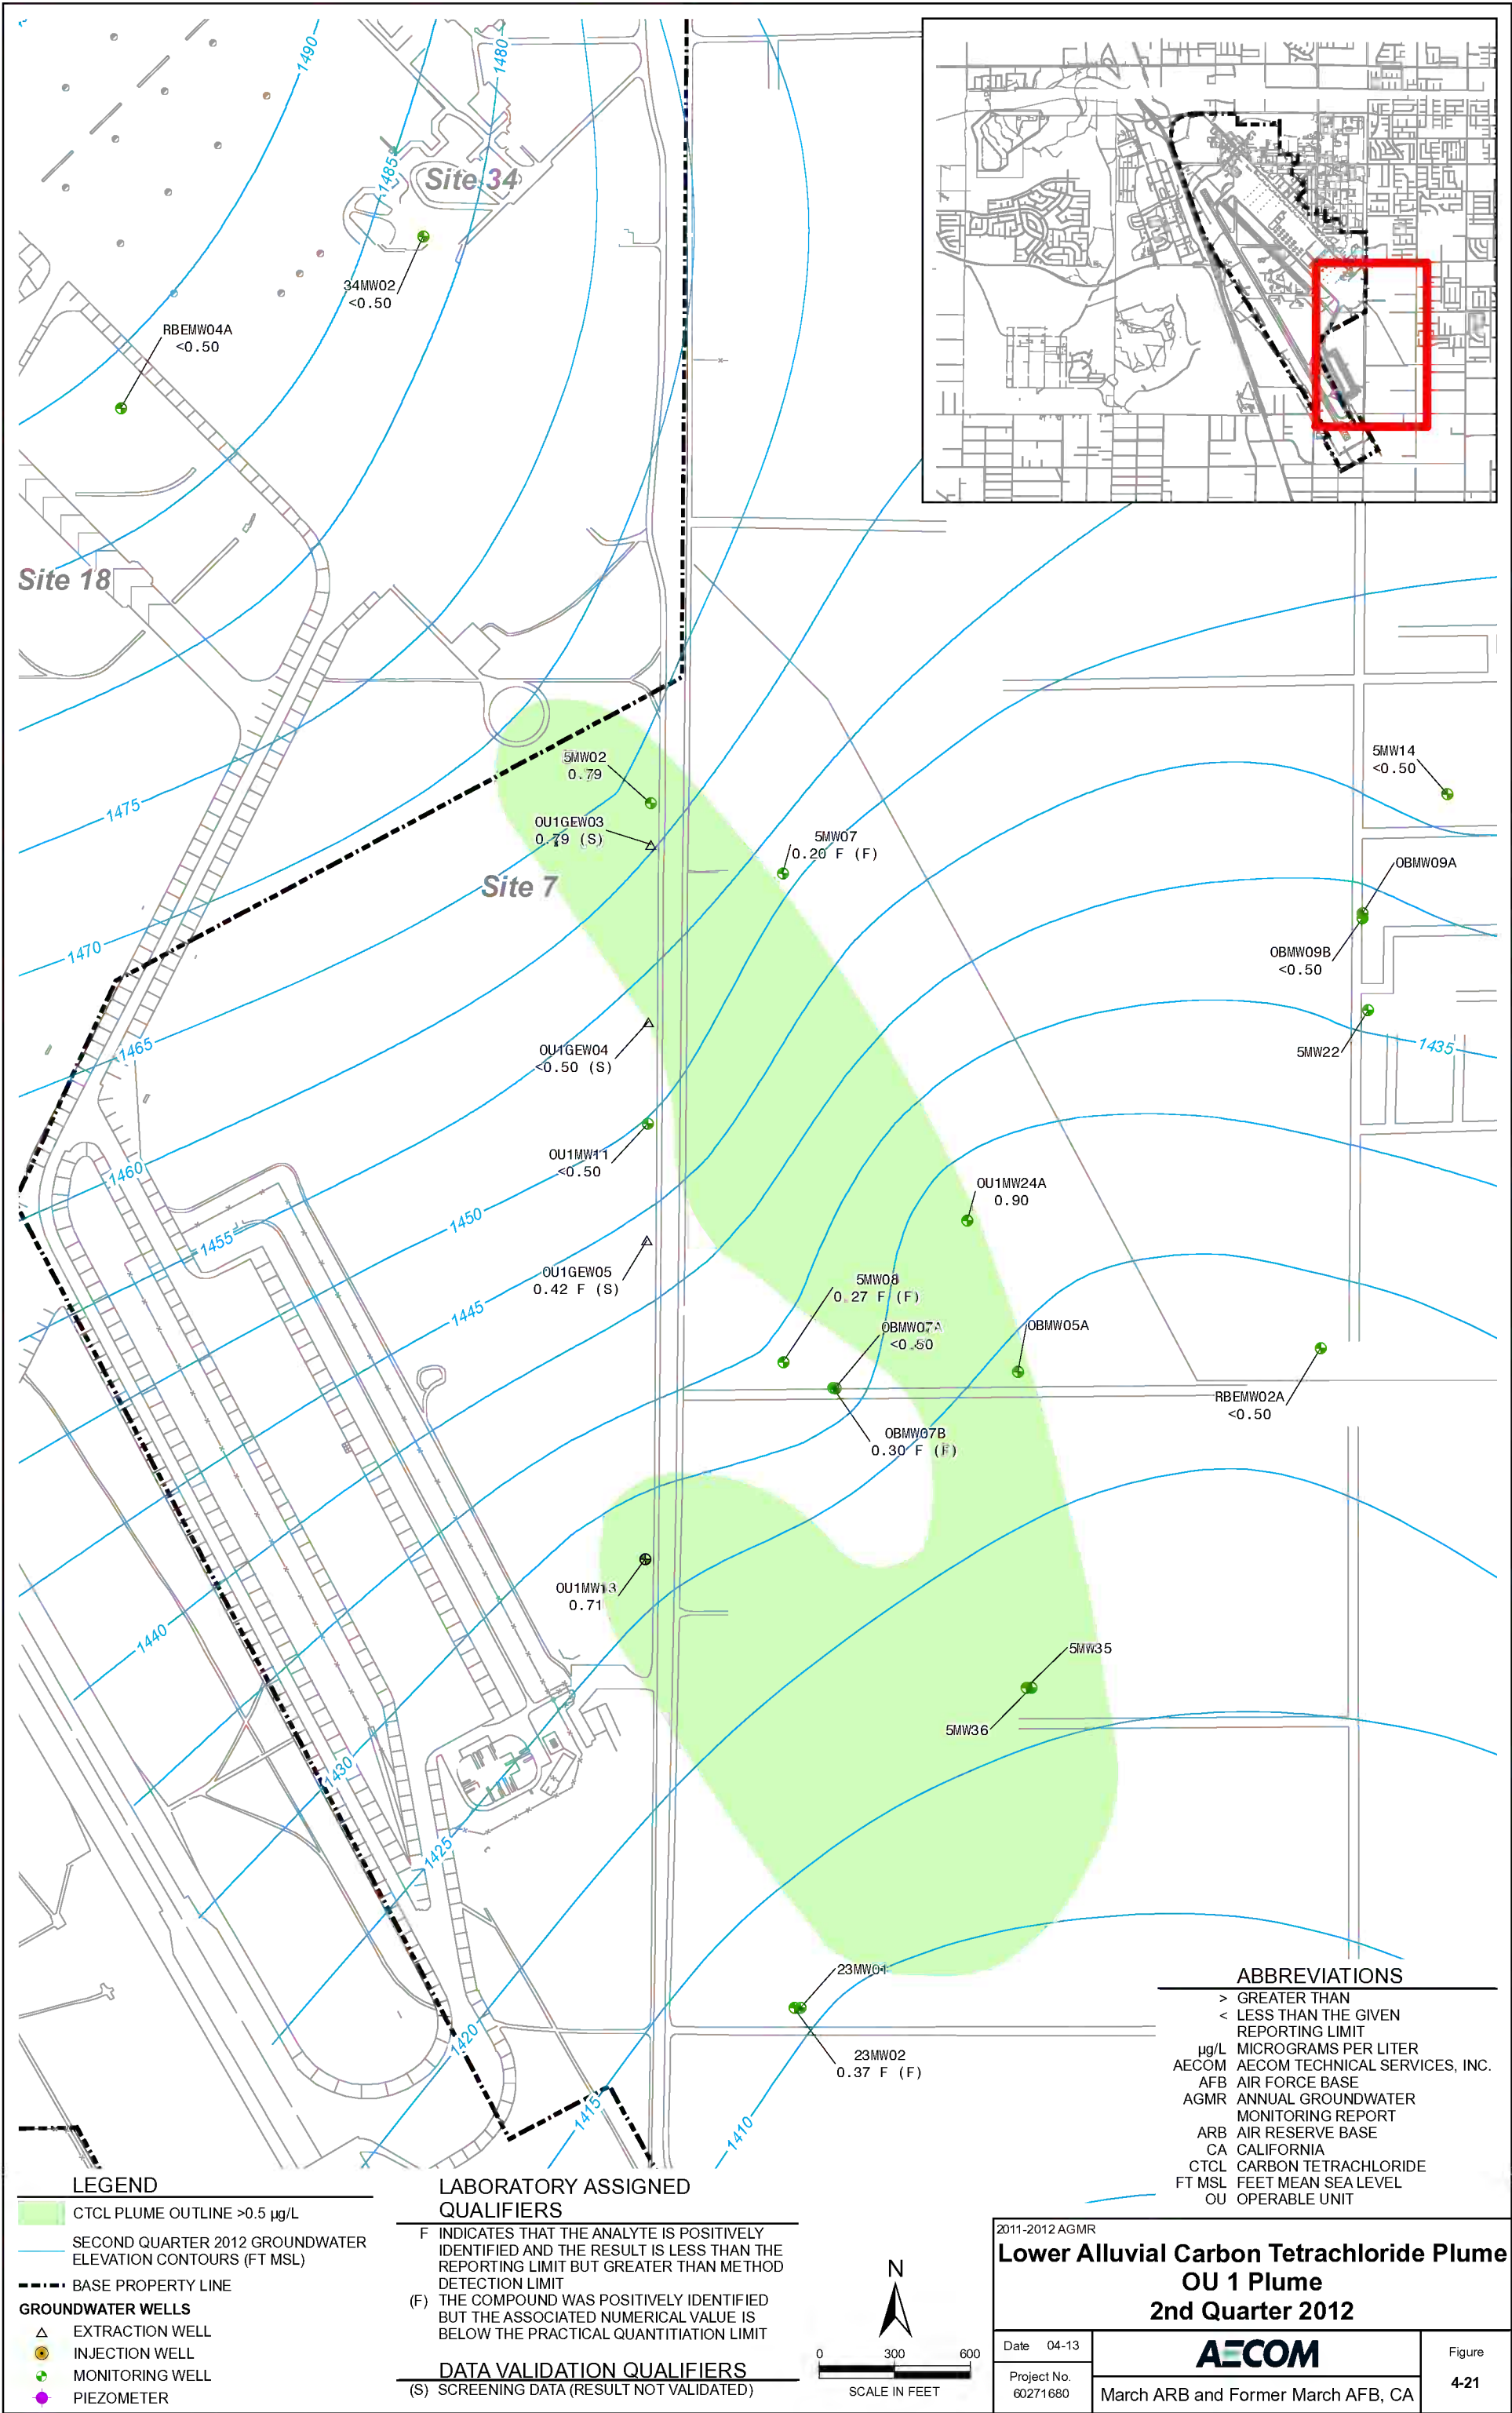 1490
1480
1485
Site 34
34MW02
<0.50
RBEMW04A
<0.50
Site 18
1475
1470
1465
1460
1455
1450
1445
1440
1435
1430
1425
1420
1415
1410
5MW02
0.79
OU1GEW03
0.79 (S)
Site 7
5MW07
0.20 F (F)
5MW14
<0.50
OBMW09A
OBMW09B
<0.50
5MW22
OU1GEW04
<0.50 (S)
OU1MW11
<0.50
OU1MW24A
0.90
OU1GEW05
0.42 F (S)
5MW08
0.27 F (F)
OBMW07A
<0.50
OBMW05A
RBEMW02A
<0.50
OBMW07B
0.30 F (F)
OU1MW13
0.71
5MW35
5MW36
23MW01
23MW02
0.37 F (F)
ABBREVIATIONS
> GREATER THAN
< LESS THAN THE GIVEN
REPORTING LIMIT
µg/L MICROGRAMS PER LITER
AECOM AECOM TECHNICAL SERVICES, INC.
AFB AIR FORCE BASE
AGMR ANNUAL GROUNDWATER
MONITORING REPORT
ARB AIR RESERVE BASE
CA CALIFORNIA
CTCL CARBON TETRACHLORIDE
FT MSL FEET MEAN SEA LEVEL
OU OPERABLE UNIT
LEGEND
CTCL PLUME OUTLINE >0.5 µg/L
SECOND QUARTER 2012 GROUNDWATER
ELEVATION CONTOURS (FT MSL)
BASE PROPERTY LINE
GROUNDWATER WELLS
EXTRACTION WELL
INJECTION WELL
MONITORING WELL
PIEZOMETER
LABORATORY ASSIGNED
QUALIFIERS
F INDICATES THAT THE ANALYTE IS POSITIVELY
IDENTIFIED AND THE RESULT IS LESS THAN THE
REPORTING LIMIT BUT GREATER THAN METHOD
DETECTION LIMIT
(F) THE COMPOUND WAS POSITIVELY IDENTIFIED
BUT THE ASSOCIATED NUMERICAL VALUE IS
BELOW THE PRACTICAL QUANTITIATION LIMIT
DATA VALIDATION QUALIFIERS
(S) SCREENING DATA (RESULT NOT VALIDATED)
N
0 300 600
SCALE IN FEET
2011-2012 AGMR
Lower Alluvial Carbon Tetrachloride Plume
OU 1 Plume
2nd Quarter 2012
Date 04-13
Project No.
60271680
AECOM
March ARB and Former March AFB, CA
Figure
4-21